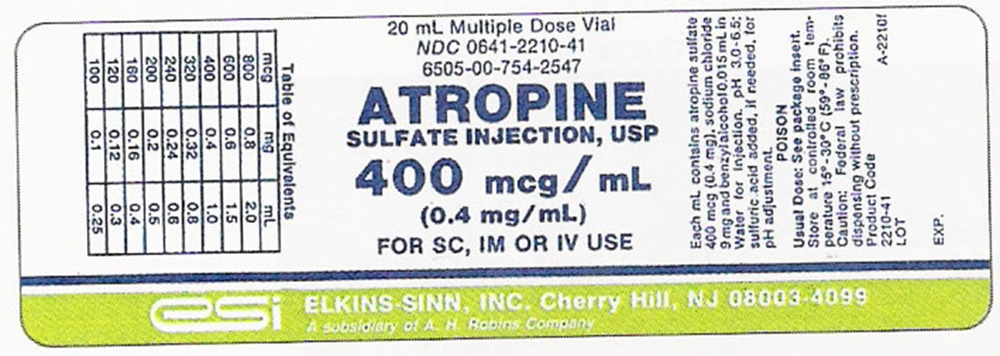 Table of Equivalents
mcg mg mL
800 0.8 2.0
600 0.6 1.5
400 0.4 1.0
320 0.32 0.8
240 0.24 0.6
200 0.2 0.5
160 0.16 0.4
120 0.12 0.3
100 0.1 0.25
20 mL Multiple Dose Vial
NDC 0641-2210-41
6505-00-754-2547
ATROPINE
SULFATE INJECTION, USP
400 mcg/mL
(0.4 mg/mL)
FOR SC, IM OR IV USE
Each mL contains atropine sulfate
400 mcg (0.4 mg), sodium chloride
9 mg and benzyl alcohol 0.015 mL in
Water for Injection. pH 3.0-6.5;
sulfuric acid added, if needed, for
pH adjustment.
POISON
Usual Dose: See package insert.
Store at controlled room tem-
perature 15°-30°C (59°-86°F).
Caution: Federal law prohibits
dispensing without prescription.
Product Code
2210-41 A-2210f
LOT
EXP.
esi ELKINS-SINN, INC. Cherry Hill, NJ 08003-4099
A subsidiary of A. H. Robins Company